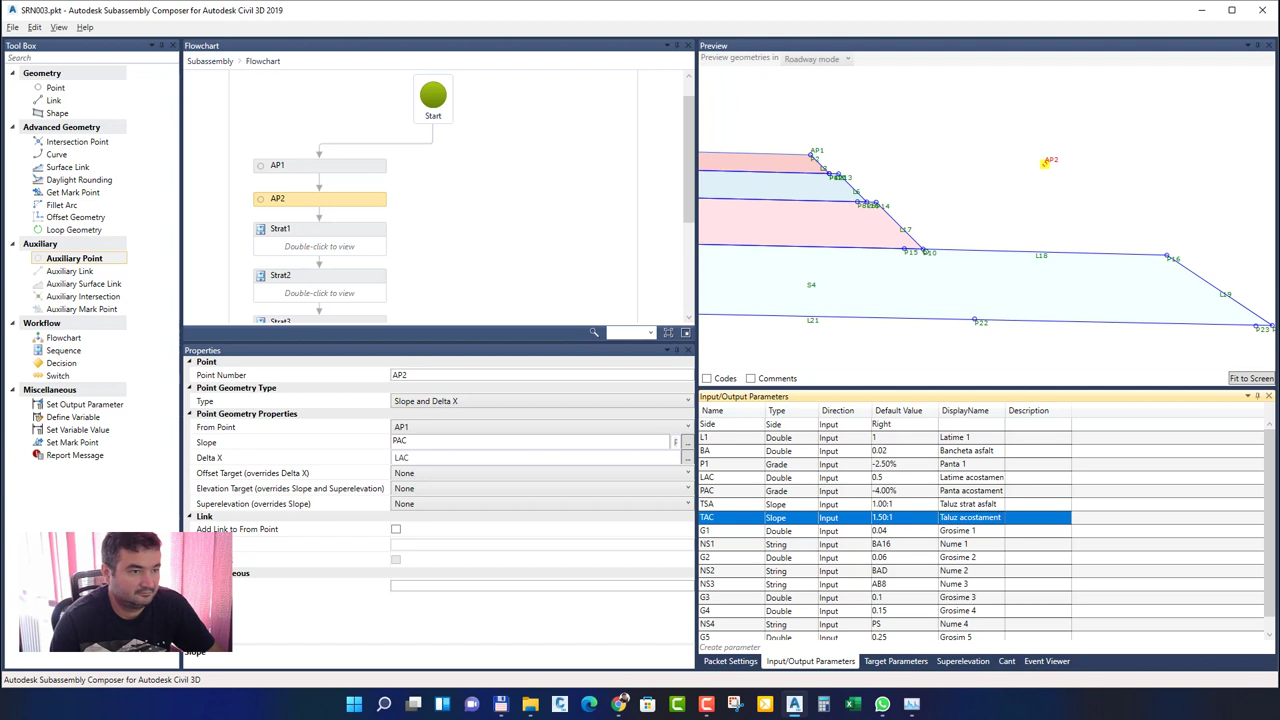 SRN003.pkt - Autodesk Subassembly Composer for Autodesk Civil 3D 2019
File Edit View Help
Tool Box
Search
Geometry
Point
Link
Shape
Advanced Geometry
Intersection Point
Curve
Surface Link
Daylight Rounding
Get Mark Point
Fillet Arc
Offset Geometry
Loop Geometry
Auxiliary
Auxiliary Point
Auxiliary Link
Auxiliary Surface Link
Auxiliary Intersection
Auxiliary Mark Point
Workflow
Flowchart
Sequence
Decision
Switch
Miscellaneous
Set Output Parameter
Define Variable
Set Variable Value
Set Mark Point
Report Message
Flowchart
Subassembly > Flowchart
Start
AP1
AP2
Strat1
Double-click to view
Strat2
Double-click to view
Strat3
Properties
Point
Point Number AP2
Point Geometry Type
Type Slope and Delta X
Point Geometry Properties
From Point AP1
Slope PAC
Delta X LAC
Offset Target (overrides Delta X) None
Elevation Target (overrides Slope and Superelevation) None
Superelevation (overrides Slope) None
Link
Add Link to From Point
Preview
Preview geometries in Roadway mode
AP1
P2
L3
AP2
L6
L17
P15 P10
L18
P16
S4
L19
L21
P22
P23
Codes Comments Fit to Screen
Input/Output Parameters
Name Type Direction Default Value DisplayName Description
Side Side Input Right
L1 Double Input 1 Latime 1
BA Double Input 0.02 Bancheta asfalt
P1 Grade Input -2.50% Panta 1
LAC Double Input 0.5 Latime acostamen
PAC Grade Input -4.00% Panta acostament
TSA Slope Input 1.00:1 Taluz strat asfalt
TAC Slope Input 1.50:1 Taluz acostament
G1 Double Input 0.04 Grosime 1
NS1 String Input BA16 Nume 1
G2 Double Input 0.06 Grosime 2
NS2 String Input BAD Nume 2
NS3 String Input AB8 Nume 3
G3 Double Input 0.1 Grosime 3
G4 Double Input 0.15 Grosime 4
NS4 String Input PS Nume 4
G5 Double Input 0.25 Grosim 5
Create parameter
Packet Settings Input/Output Parameters Target Parameters Superelevation Cant Event Viewer
Autodesk Subassembly Composer for Autodesk Civil 3D